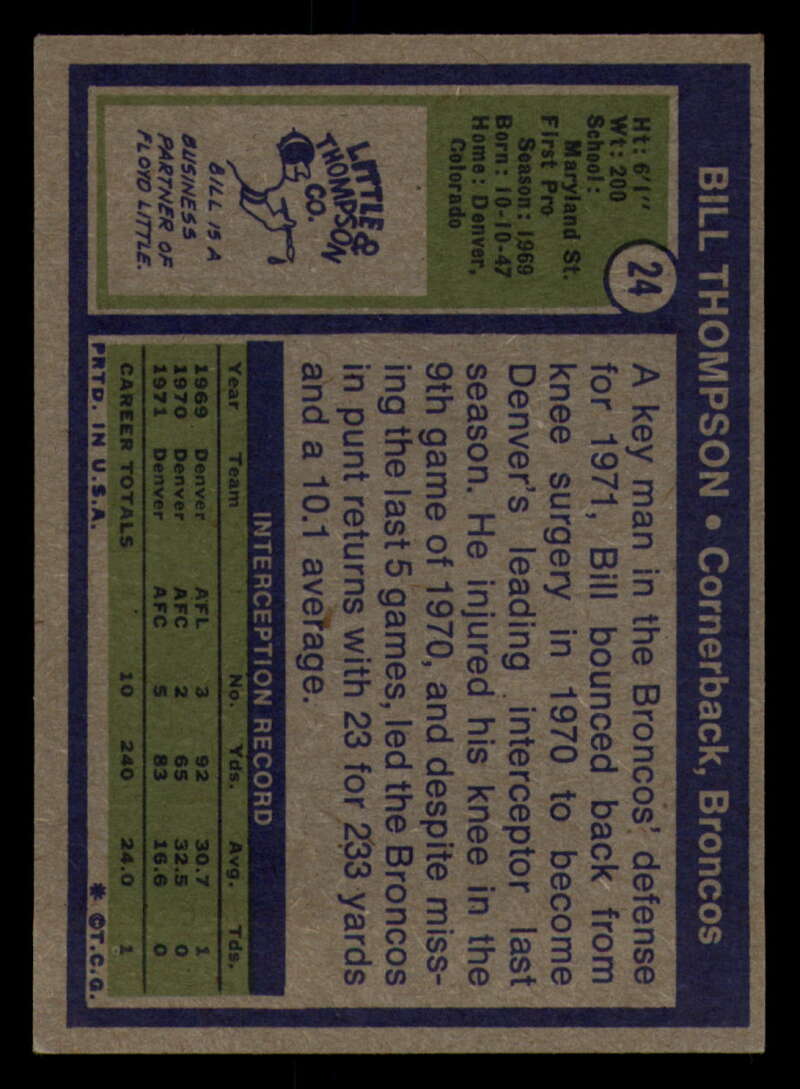 BILL THOMPSON • Cornerback, Broncos
24
Ht: 6'1"
Wt: 200
School:
Maryland St.
First Pro
Season: 1969
Born: 10-10-47
Home: Denver,
Colorado
LITTLE &
THOMPSON
CO.
BILL IS A
BUSINESS
PARTNER OF
FLOYD LITTLE.
A key man in the Broncos' defense
for 1971, Bill bounced back from
knee surgery in 1970 to become
Denver's leading interceptor last
season. He injured his knee in the
9th game of 1970, and despite miss-
ing the last 5 games, led the Broncos
in punt returns with 23 for 233 yards
and a 10.1 average.
INTERCEPTION RECORD
Year Team No. Yds. Avg. Tds.
1969 Denver AFL 3 92 30.7 1
1970 Denver AFC 2 65 32.5 0
1971 Denver AFC 5 83 16.6 0
CAREER TOTALS 10 240 24.0 1
PRTD. IN U.S.A. * ©T.C.G.